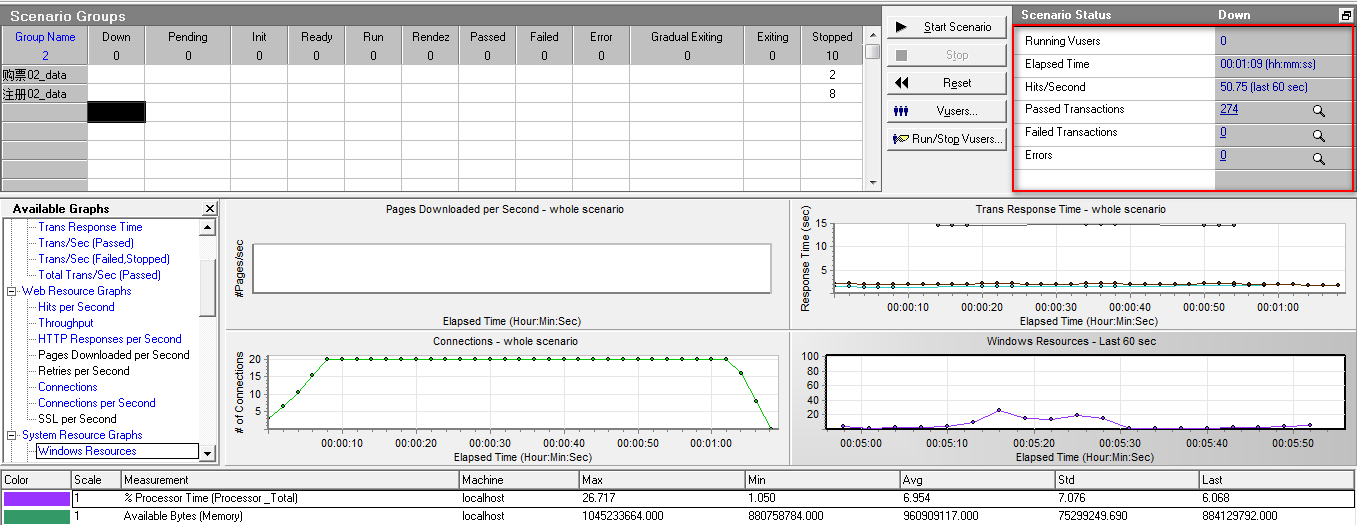 Scenario Groups
Group Name Down Pending Init Ready Run Rendez Passed Failed Error Gradual Exiting Exiting Stopped
2 0 0 0 0 0 0 0 0 0 0 0 10
购票02_data 2
注册02_data 8
Start Scenario
Stop
Reset
Vusers...
Run/Stop Vusers...
Scenario Status Down
Running Vusers 0
Elapsed Time 00:01:09 (hh:mm:ss)
Hits/Second 50.75 (last 60 sec)
Passed Transactions 274
Failed Transactions 0
Errors 0
Available Graphs
Trans Response Time
Trans/Sec (Passed)
Trans/Sec (Failed,Stopped)
Total Trans/Sec (Passed)
Web Resource Graphs
Hits per Second
Throughput
HTTP Responses per Second
Pages Downloaded per Second
Retries per Second
Connections
Connections per Second
SSL per Second
System Resource Graphs
Windows Resources
Pages Downloaded per Second - whole scenario
#Pages/sec
Elapsed Time (Hour:Min:Sec)
Trans Response Time - whole scenario
Response Time (sec)
15
10
5
00:00:10 00:00:20 00:00:30 00:00:40 00:00:50 00:01:00
Elapsed Time (Hour:Min:Sec)
Connections - whole scenario
# of Connections
20
15
10
5
00:00:10 00:00:20 00:00:30 00:00:40 00:00:50 00:01:00
Elapsed Time (Hour:Min:Sec)
Windows Resources - Last 60 sec
100
80
60
40
20
00:05:00 00:05:10 00:05:20 00:05:30 00:05:40 00:05:50
Elapsed Time (Hour:Min:Sec)
Color Scale Measurement Machine Max Min Avg Std Last
1 % Processor Time (Processor _Total) localhost 26.717 1.050 6.954 7.076 6.068
1 Available Bytes (Memory) localhost 1045233664.000 880758784.000 960909117.000 75299249.690 884129792.000